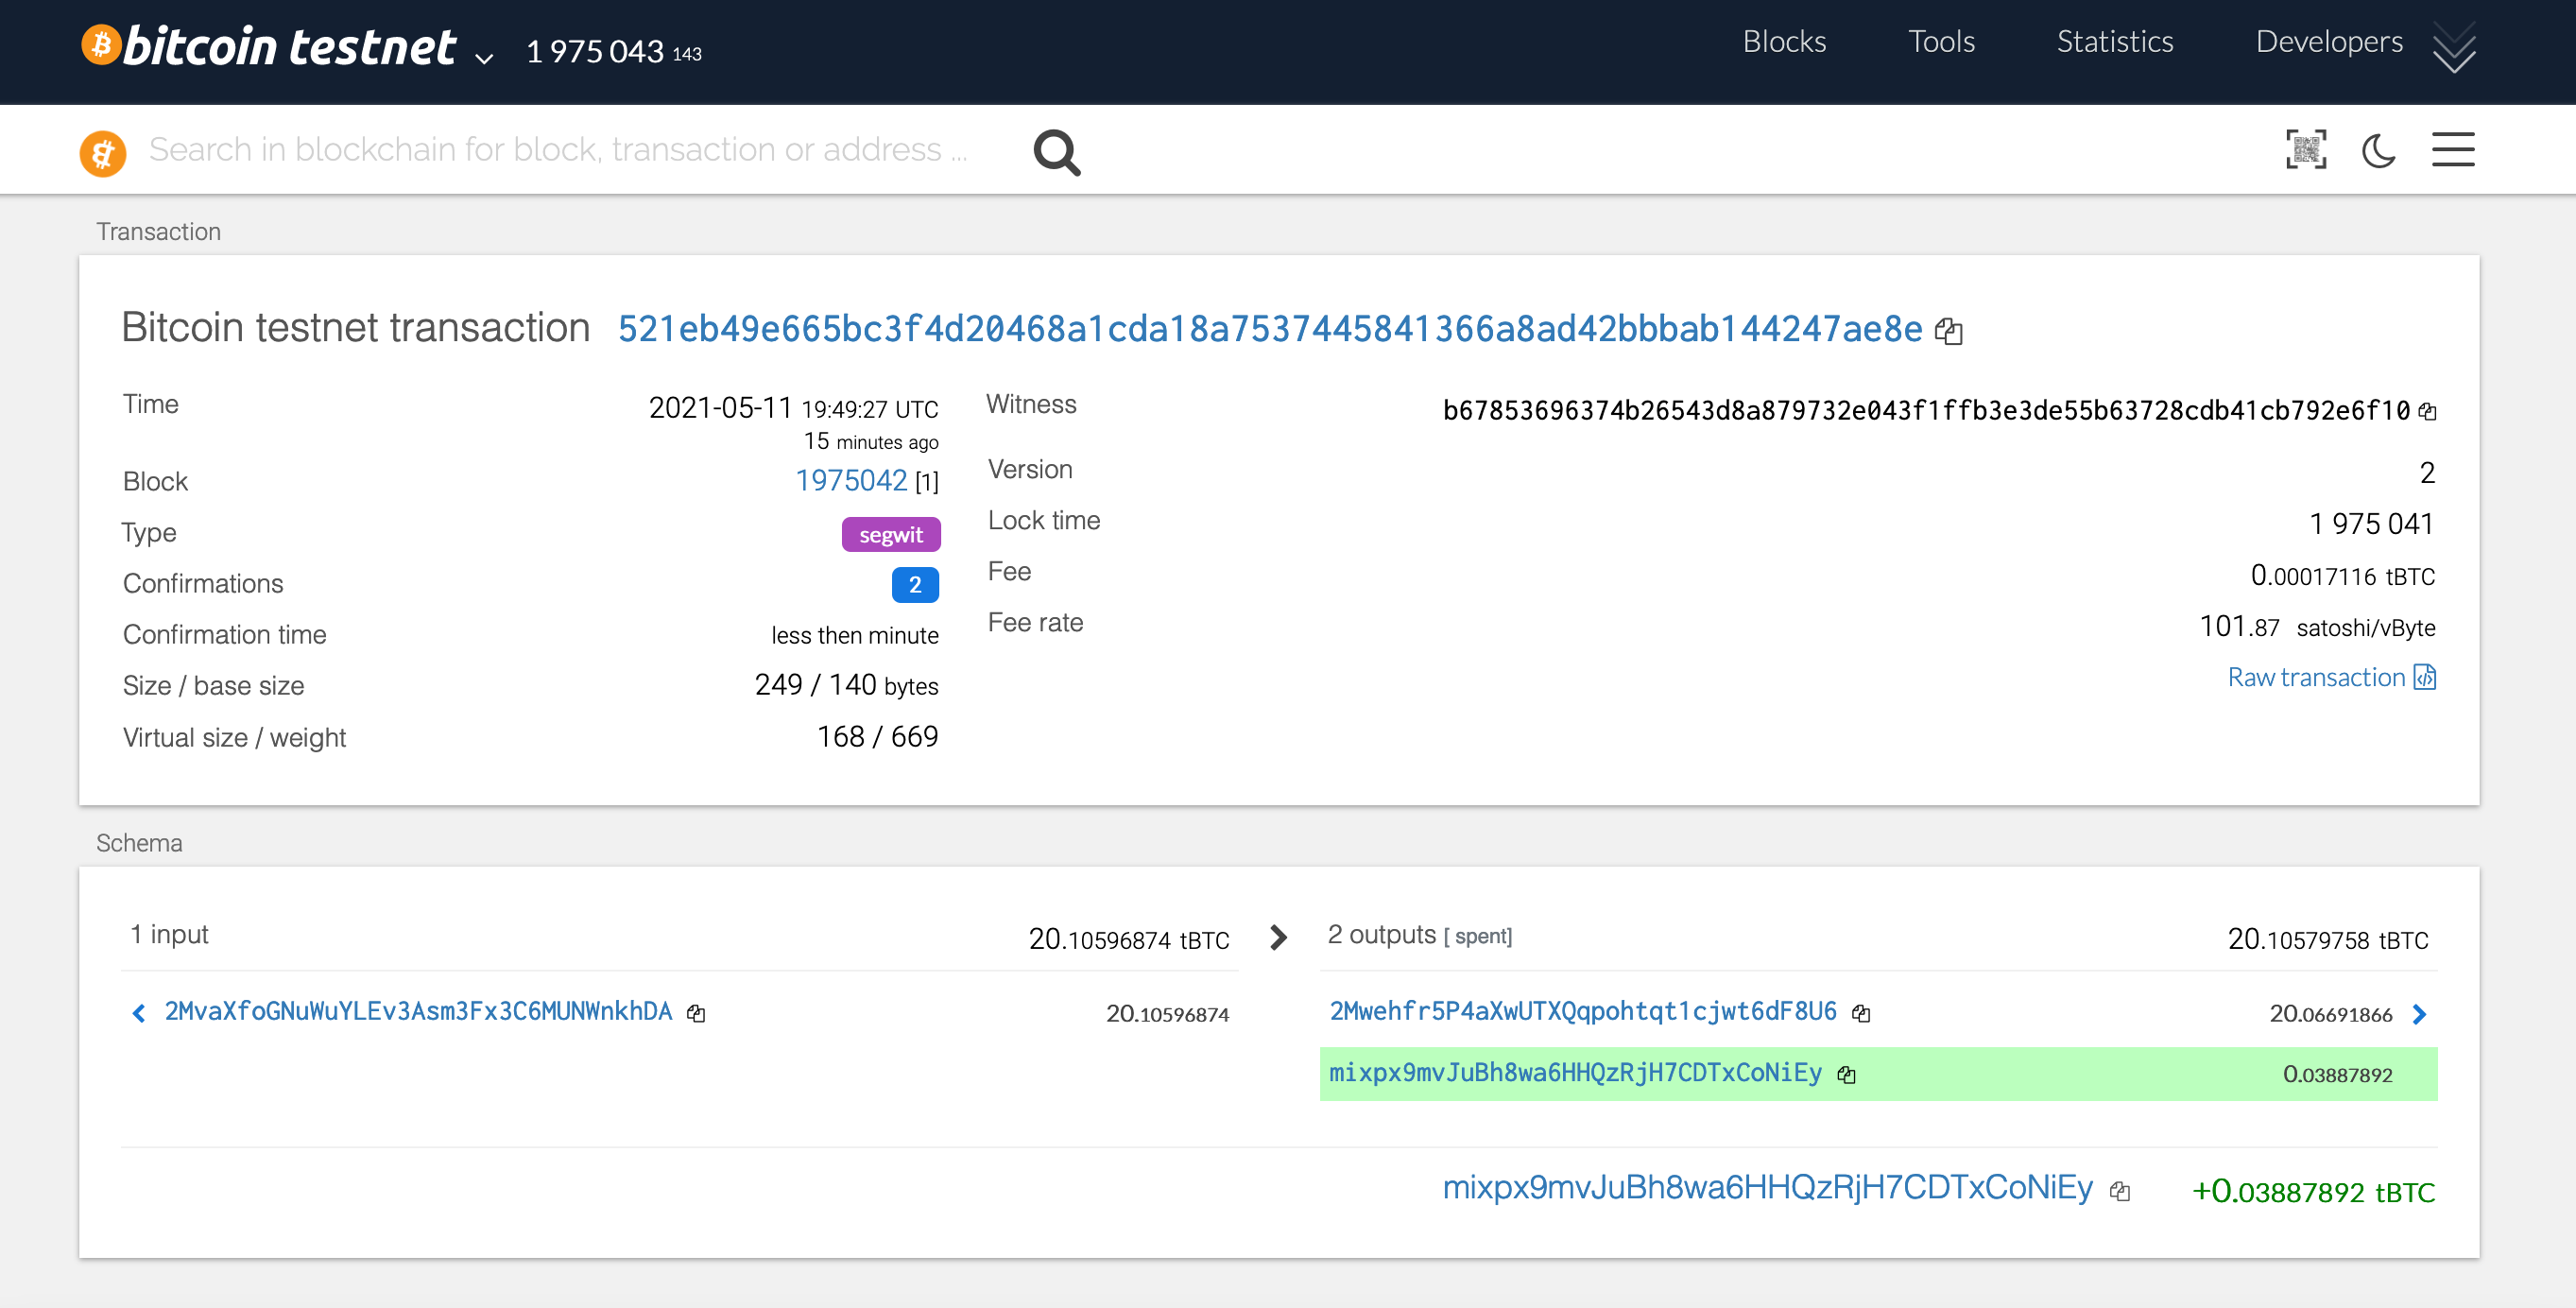 bitcoin testnet 1 975 043 143 Blocks Tools Statistics Developers
Search in blockchain for block, transaction or address ...
Transaction
Bitcoin testnet transaction 521eb49e665bc3f4d20468a1cda18a7537445841366a8ad42bbbab144247ae8e
Time 2021-05-11 19:49:27 UTC
15 minutes ago
Block 1975042 [1]
Type segwit
Confirmations 2
Confirmation time less then minute
Size / base size 249 / 140 bytes
Virtual size / weight 168 / 669
Witness b67853696374b26543d8a879732e043f1ffb3e3de55b63728cdb41cb792e6f10
Version 2
Lock time 1 975 041
Fee 0.00017116 tBTC
Fee rate 101.87 satoshi/vByte
Raw transaction
Schema
1 input 20.10596874 tBTC
2MvaXfoGNuWuYLEv3Asm3Fx3C6MUNWnkhDA 20.10596874
2 outputs [ spent] 20.10579758 tBTC
2Mwehfr5P4aXwUTXQqpohtqt1cjwt6dF8U6 20.06691866
mixpx9mvJuBh8wa6HHQzRjH7CDTxCoNiEy 0.03887892
mixpx9mvJuBh8wa6HHQzRjH7CDTxCoNiEy +0.03887892 tBTC